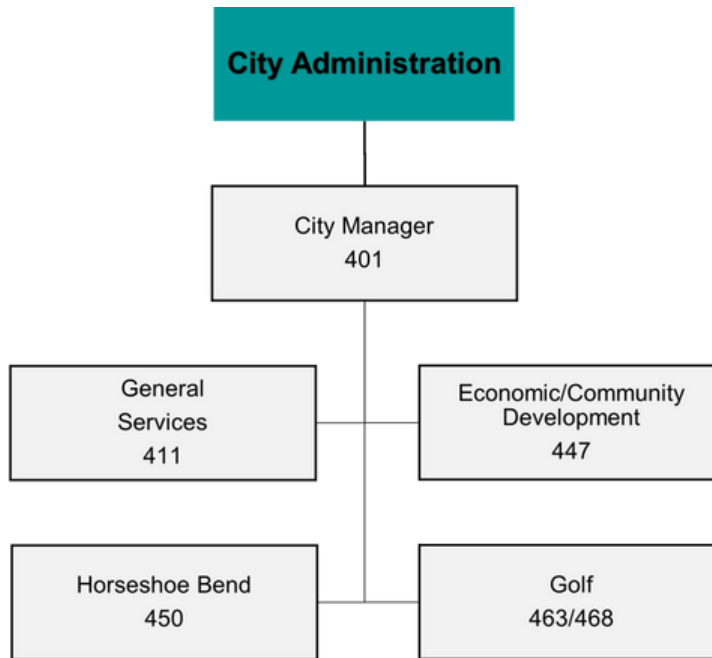 City Administration
City Manager
401
General
Services
411
Economic/Community
Development
447
Horseshoe Bend
450
Golf
463/468